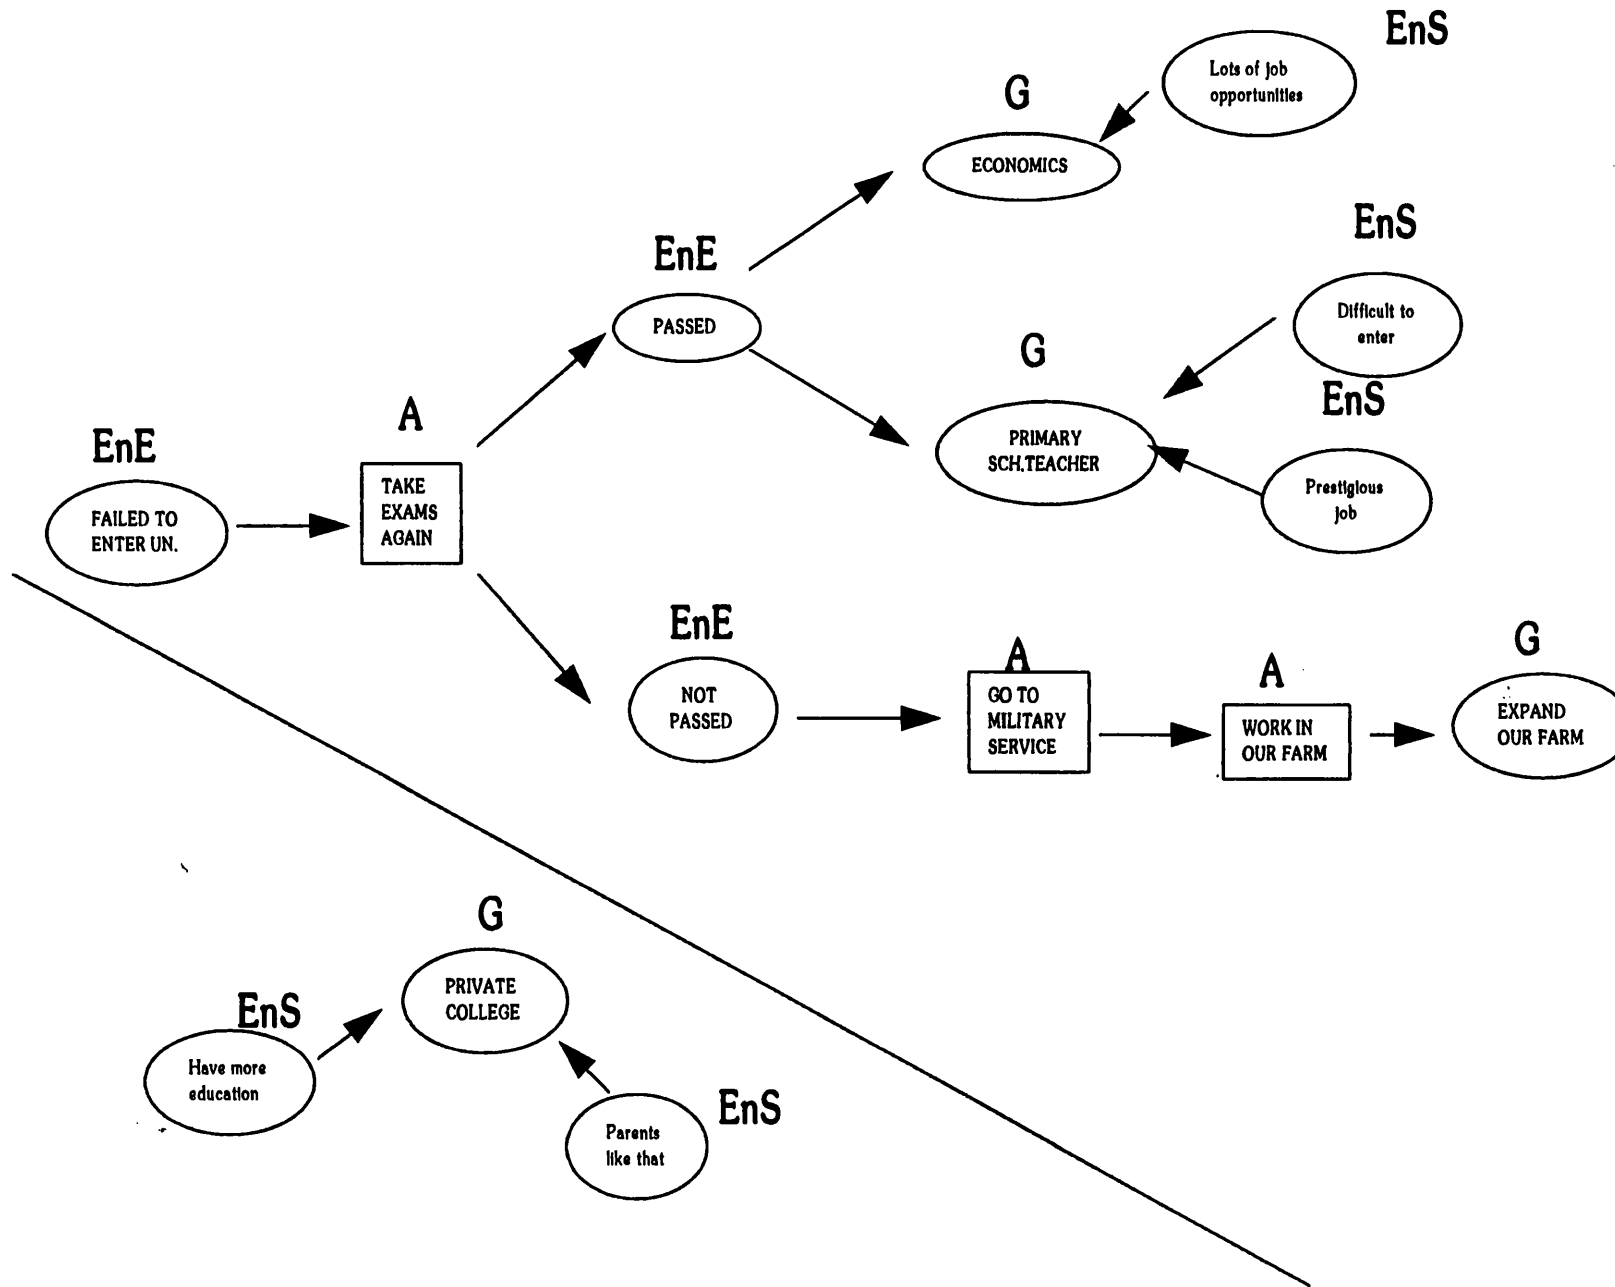 EnS
Lots of job
opportunities
G
ECONOMICS
EnS
EnE
Difficult to
enter
PASSED
G
EnS
A
PRIMARY
SCH.TEACHER
EnE
Prestigious
job
TAKE
EXAMS
AGAIN
FAILED TO
ENTER UN.
EnE
A
A
G
NOT
PASSED
GO TO
MILITARY
SERVICE
WORK IN
OUR FARM
EXPAND
OUR FARM
G
PRIVATE
COLLEGE
EnS
Have more
education
EnS
Parents
like that